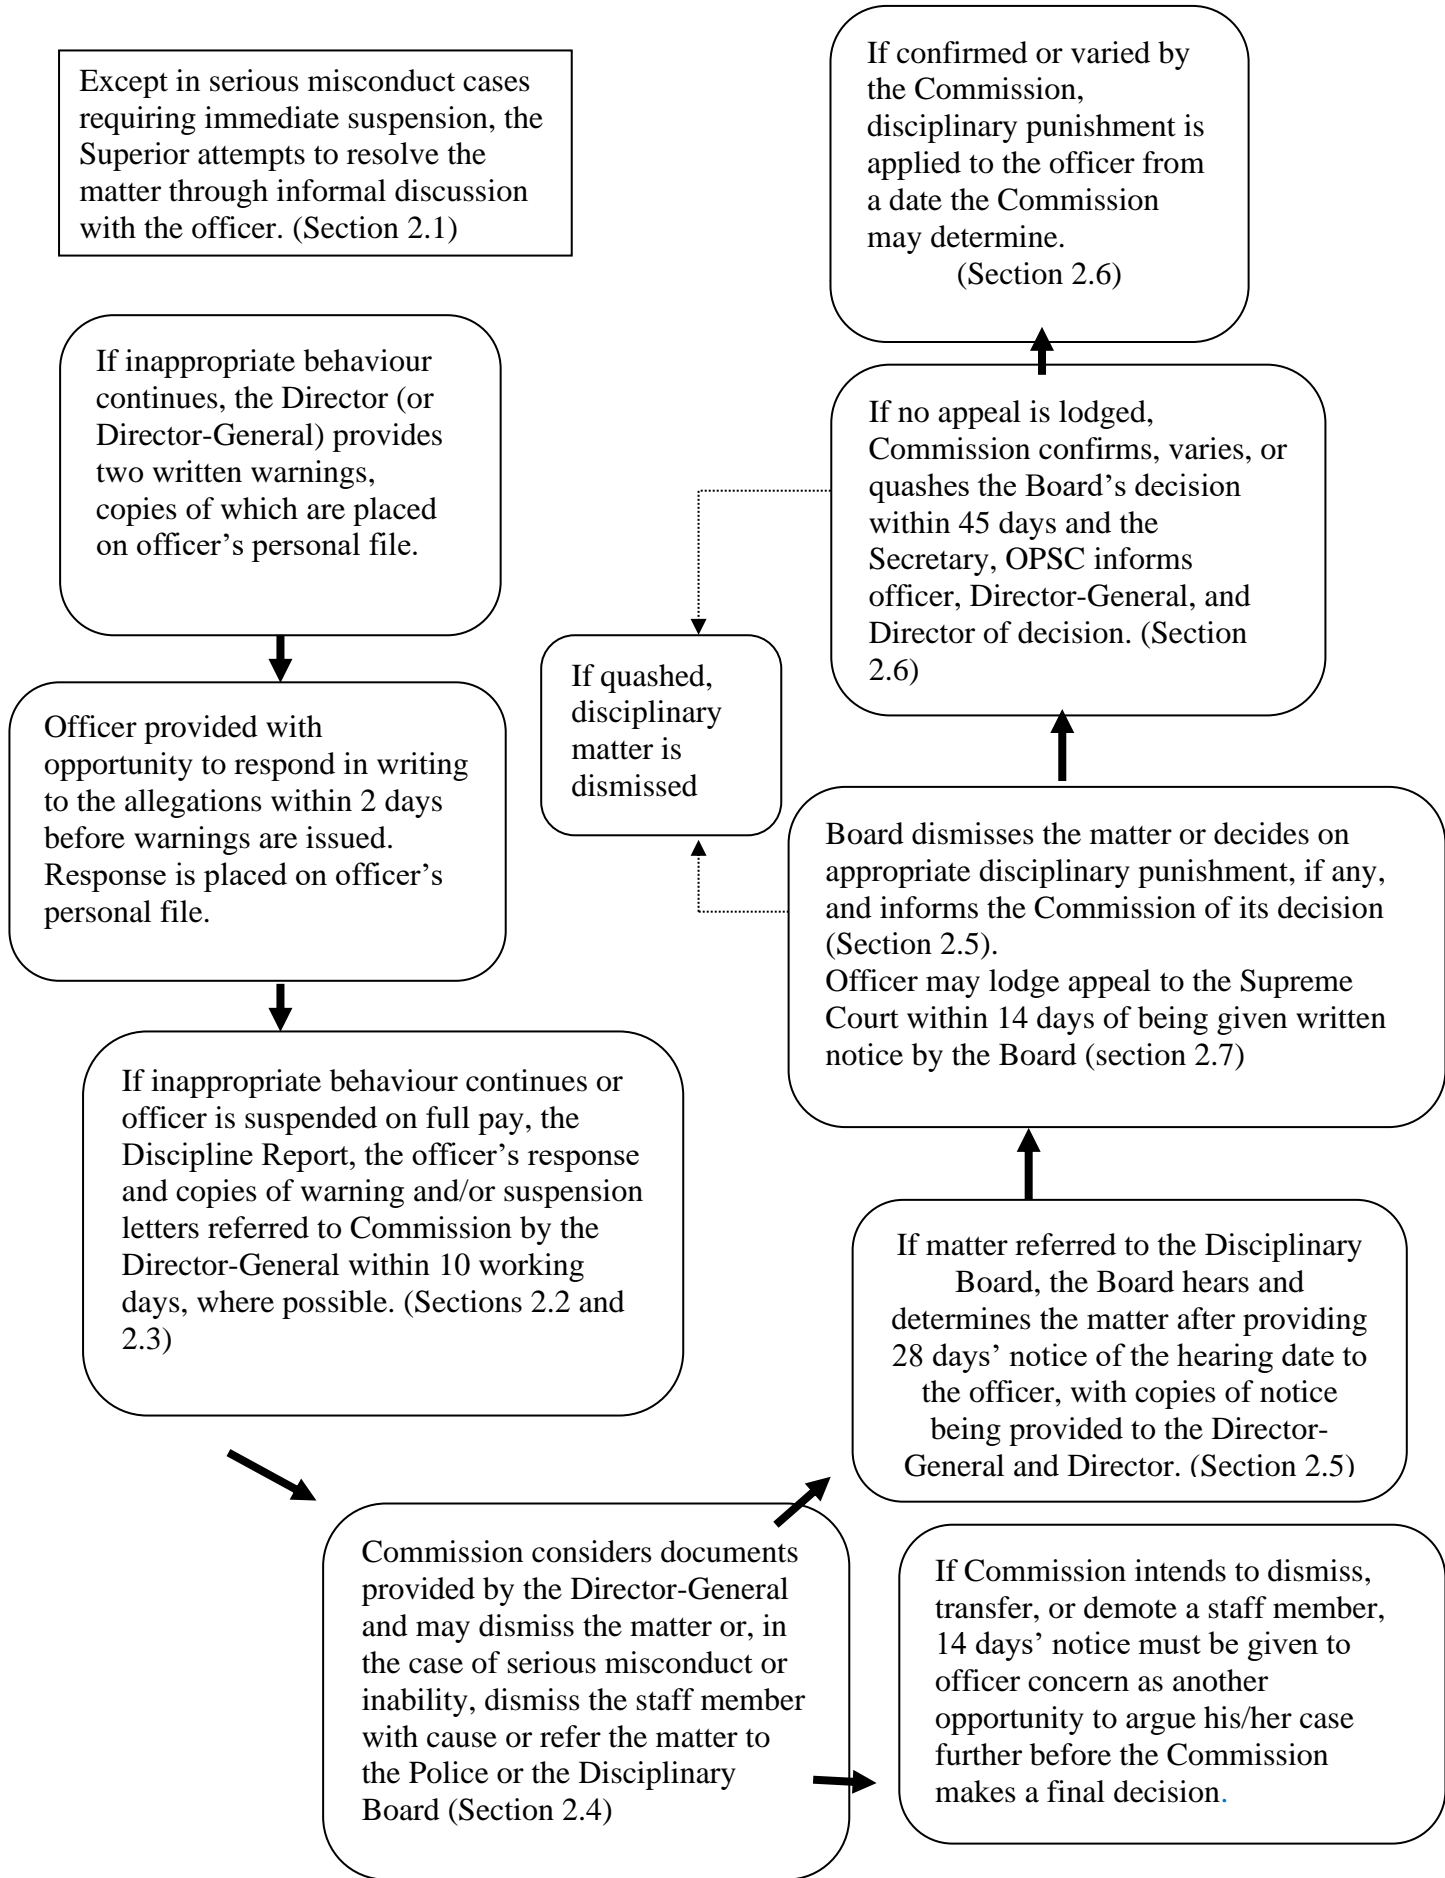 Except in serious misconduct cases
requiring immediate suspension, the
Superior attempts to resolve the
matter through informal discussion
with the officer. (Section 2.1)
If inappropriate behaviour
continues, the Director (or
Director-General) provides
two written warnings,
copies of which are placed
on officer’s personal file.
Officer provided with
opportunity to respond in writing
to the allegations within 2 days
before warnings are issued.
Response is placed on officer’s
personal file.
If inappropriate behaviour continues or
officer is suspended on full pay, the
Discipline Report, the officer’s response
and copies of warning and/or suspension
letters referred to Commission by the
Director-General within 10 working
days, where possible. (Sections 2.2 and
2.3)
Commission considers documents
provided by the Director-General
and may dismiss the matter or, in
the case of serious misconduct or
inability, dismiss the staff member
with cause or refer the matter to
the Police or the Disciplinary
Board (Section 2.4)
If Commission intends to dismiss,
transfer, or demote a staff member,
14 days’ notice must be given to
officer concern as another
opportunity to argue his/her case
further before the Commission
makes a final decision.
If matter referred to the Disciplinary
Board, the Board hears and
determines the matter after providing
28 days’ notice of the hearing date to
the officer, with copies of notice
being provided to the Director-
General and Director. (Section 2.5)
Board dismisses the matter or decides on
appropriate disciplinary punishment, if any,
and informs the Commission of its decision
(Section 2.5).
Officer may lodge appeal to the Supreme
Court within 14 days of being given written
notice by the Board (section 2.7)
If quashed,
disciplinary
matter is
dismissed
If no appeal is lodged,
Commission confirms, varies, or
quashes the Board’s decision
within 45 days and the
Secretary, OPSC informs
officer, Director-General, and
Director of decision. (Section
2.6)
If confirmed or varied by
the Commission,
disciplinary punishment is
applied to the officer from
a date the Commission
may determine.
(Section 2.6)